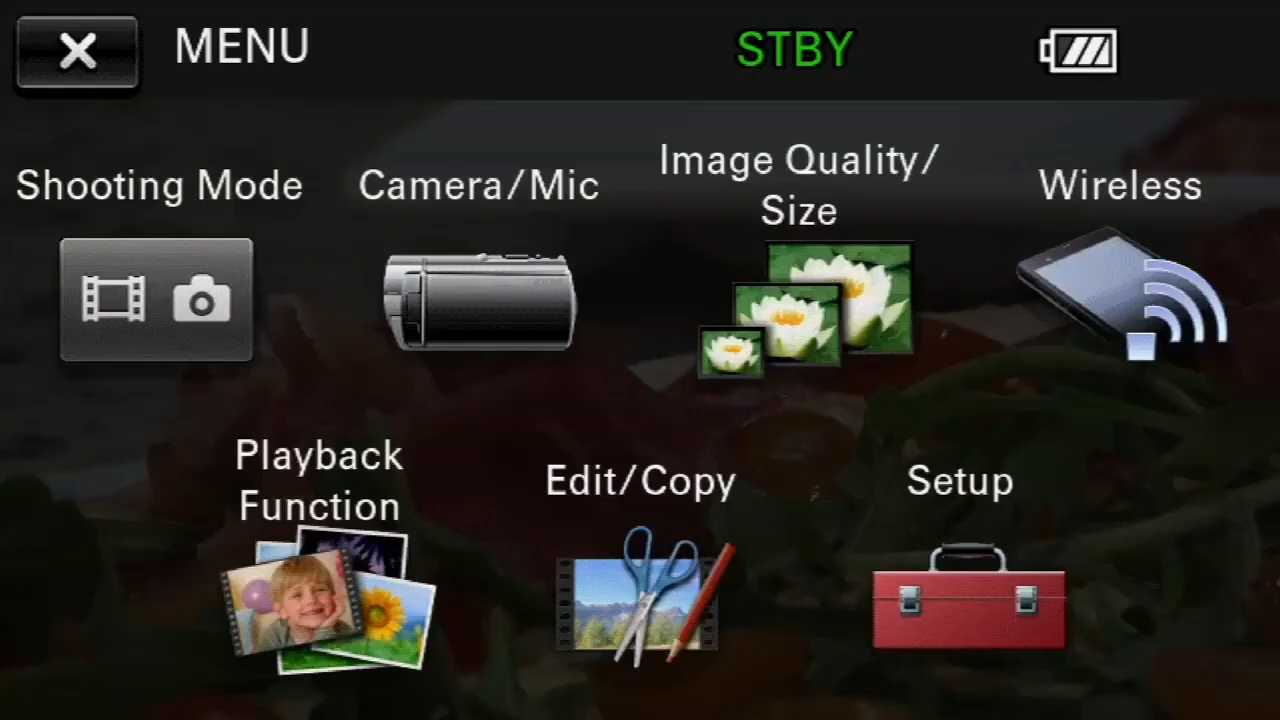 MENU
STBY
Shooting Mode
Camera/Mic
Image Quality/
Size
Wireless
Playback
Function
Edit/Copy
Setup